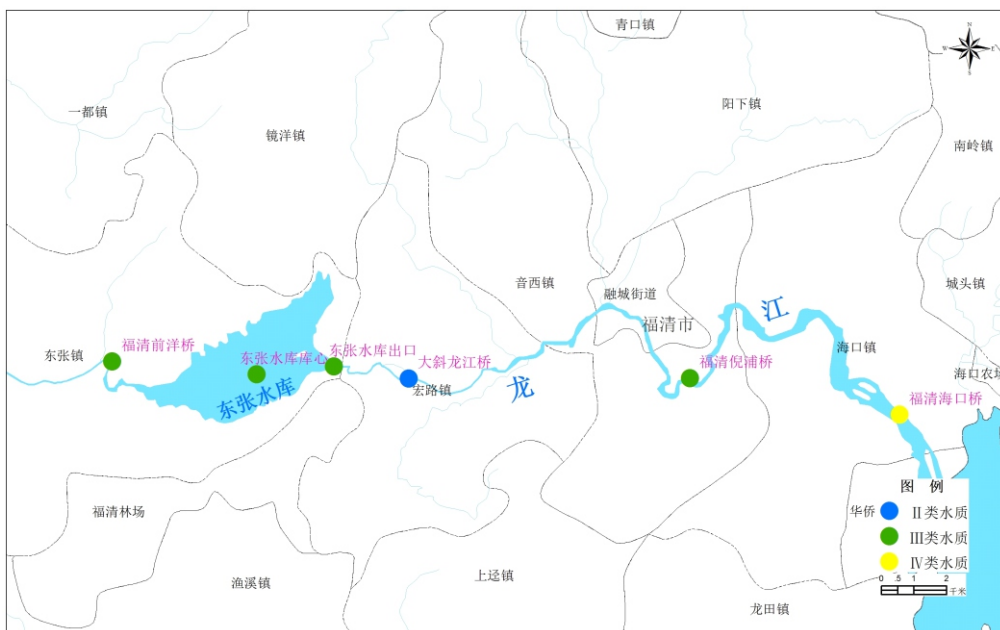 青口镇
N
W
E
S
一都镇
镜洋镇
阳下镇
南岭镇
音西镇
融城街道
城头镇
福清市
江
东张镇
福清前洋桥
东张水库库心
东张水库出口
大斜龙江桥
福清倪浦桥
海口镇
海口农场
东张水库
宏路镇
龙
福清海口桥
福清林场
华侨
图 例
II类水质
III类水质
IV类水质
0 .5 1 2
千米
渔溪镇
上迳镇
龙田镇